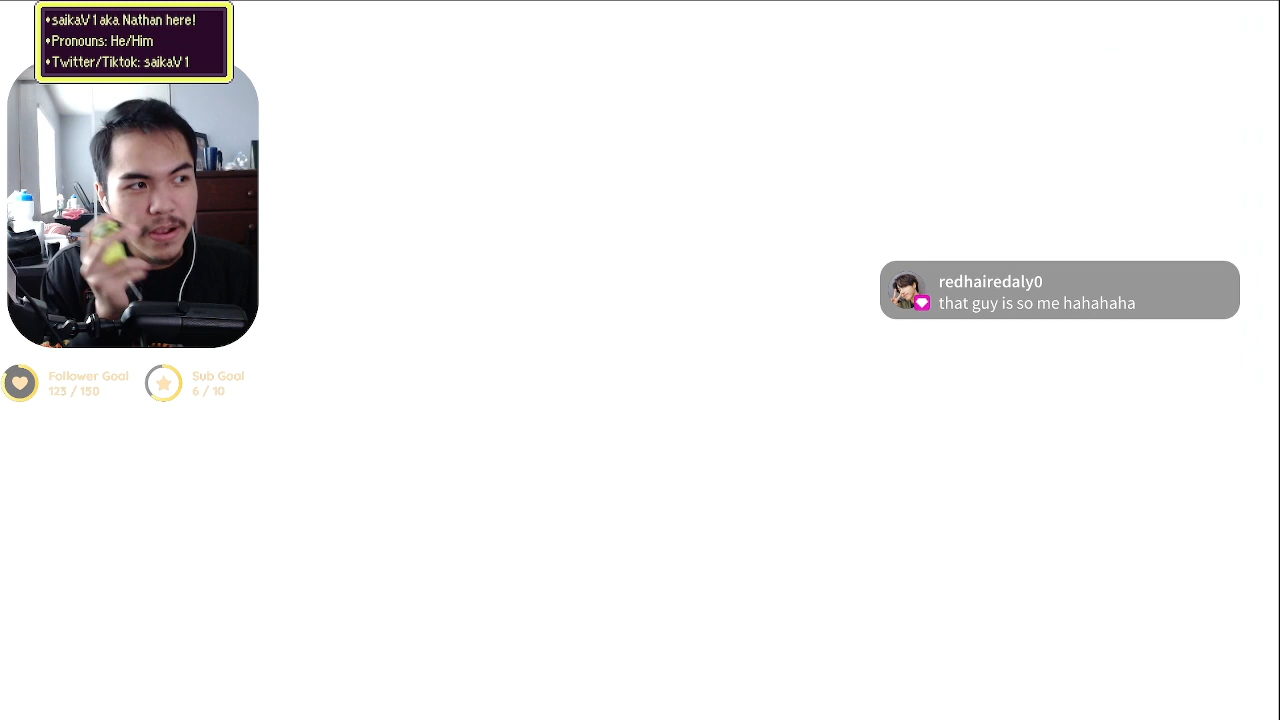 •saikaV1 aka Nathan here!
•Pronouns: He/Him
•Twitter/Tiktok: saikaV1
redhairedaly0
that guy is so me hahahaha
Follower Goal
123 / 150
Sub Goal
6 / 10